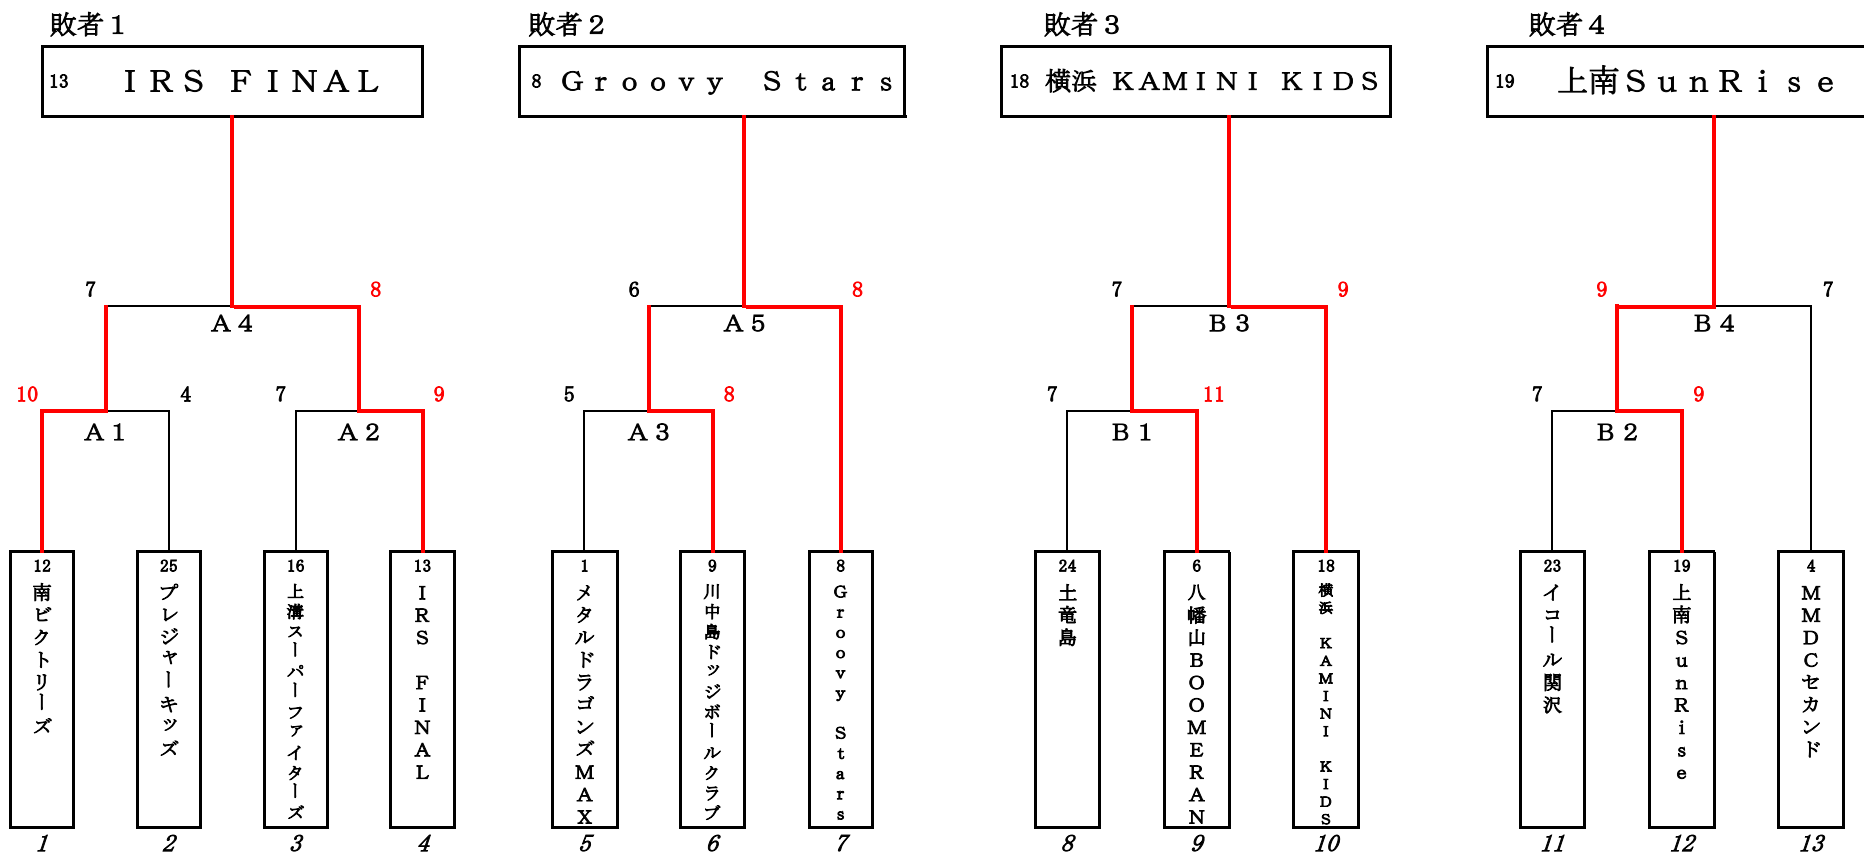 敗者１
敗者２
敗者３
敗者４
13 ＩＲＳ ＦＩＮＡＬ
8 Ｇｒｏｏｖｙ Ｓｔａｒｓ
18 横浜 ＫＡＭＩＮＩ ＫＩＤＳ
19 上南ＳｕｎＲｉｓｅ
7
8
6
8
7
9
9
7
Ａ４
Ａ５
Ｂ３
Ｂ４
10
4
7
9
5
8
7
11
7
9
Ａ１
Ａ２
Ａ３
Ｂ１
Ｂ２
12
南ビクトリーズ
1
25
プレジャーキッズ
2
16
上溝スーパーファイターズ
3
13
ＩＲＳ ＦＩＮＡＬ
4
1
メタルドラゴンズＭＡＸ
5
9
川中島ドッジボールクラブ
6
8
Ｇｒｏｏｖｙ Ｓｔａｒｓ
7
24
土竜島
8
6
八幡山ＢＯＯＭＥＲＡＮ
9
18
横浜 ＫＡＭＩＮＩ ＫＩＤＳ
10
23
イコール関沢
11
19
上南ＳｕｎＲｉｓｅ
12
4
ＭＭＤＣセカンド
13